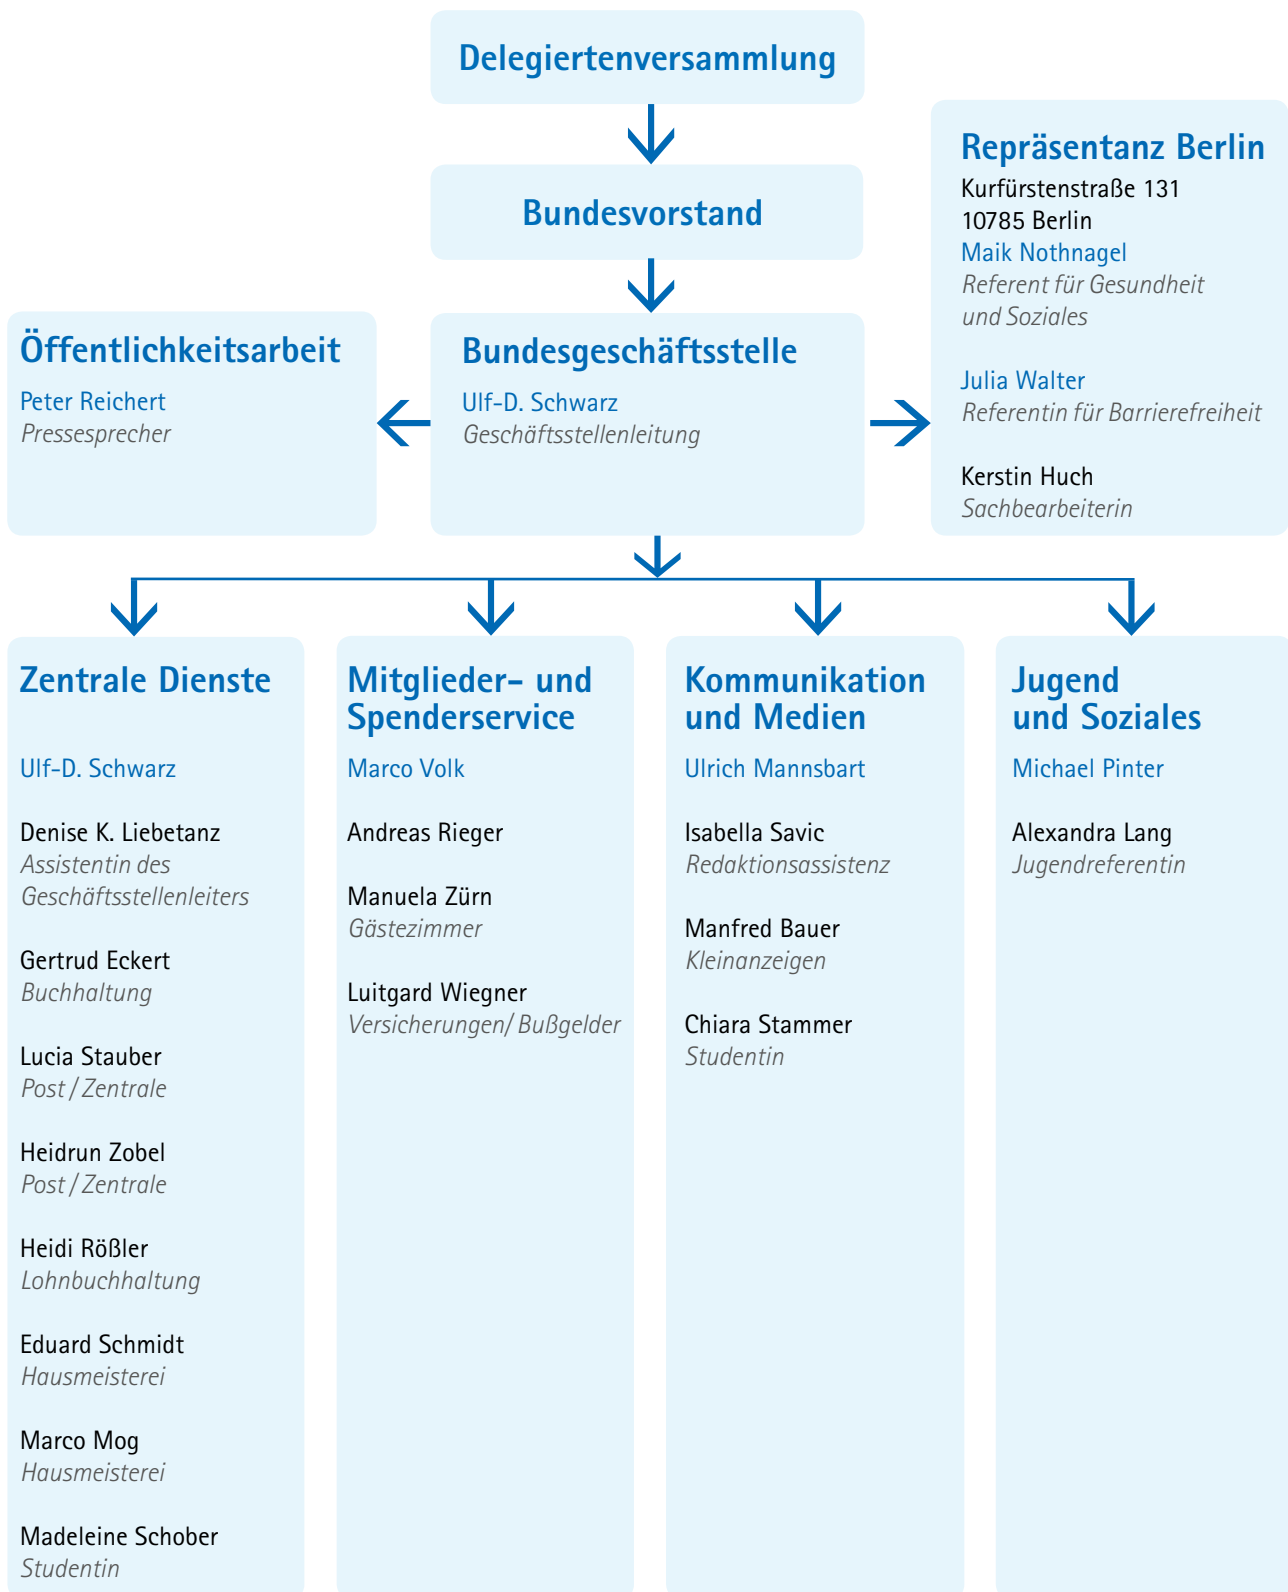 Delegiertenversammlung
Bundesvorstand
Repräsentanz Berlin
Kurfürstenstraße 131
10785 Berlin
Maik Nothnagel
Referent für Gesundheit
und Soziales
Julia Walter
Referentin für Barrierefreiheit
Kerstin Huch
Sachbearbeiterin
Öffentlichkeitsarbeit
Peter Reichert
Pressesprecher
Bundesgeschäftsstelle
Ulf-D. Schwarz
Geschäftsstellenleitung
Zentrale Dienste
Ulf-D. Schwarz
Denise K. Liebetanz
Assistentin des
Geschäftsstellenleiters
Gertrud Eckert
Buchhaltung
Lucia Stauber
Post / Zentrale
Heidrun Zobel
Post / Zentrale
Heidi Rößler
Lohnbuchhaltung
Eduard Schmidt
Hausmeisterei
Marco Mog
Hausmeisterei
Madeleine Schober
Studentin
Mitglieder- und
Spenderservice
Marco Volk
Andreas Rieger
Manuela Zürn
Gästezimmer
Luitgard Wiegner
Versicherungen/ Bußgelder
Kommunikation
und Medien
Ulrich Mannsbart
Isabella Savic
Redaktionsassistenz
Manfred Bauer
Kleinanzeigen
Chiara Stammer
Studentin
Jugend
und Soziales
Michael Pinter
Alexandra Lang
Jugendreferentin